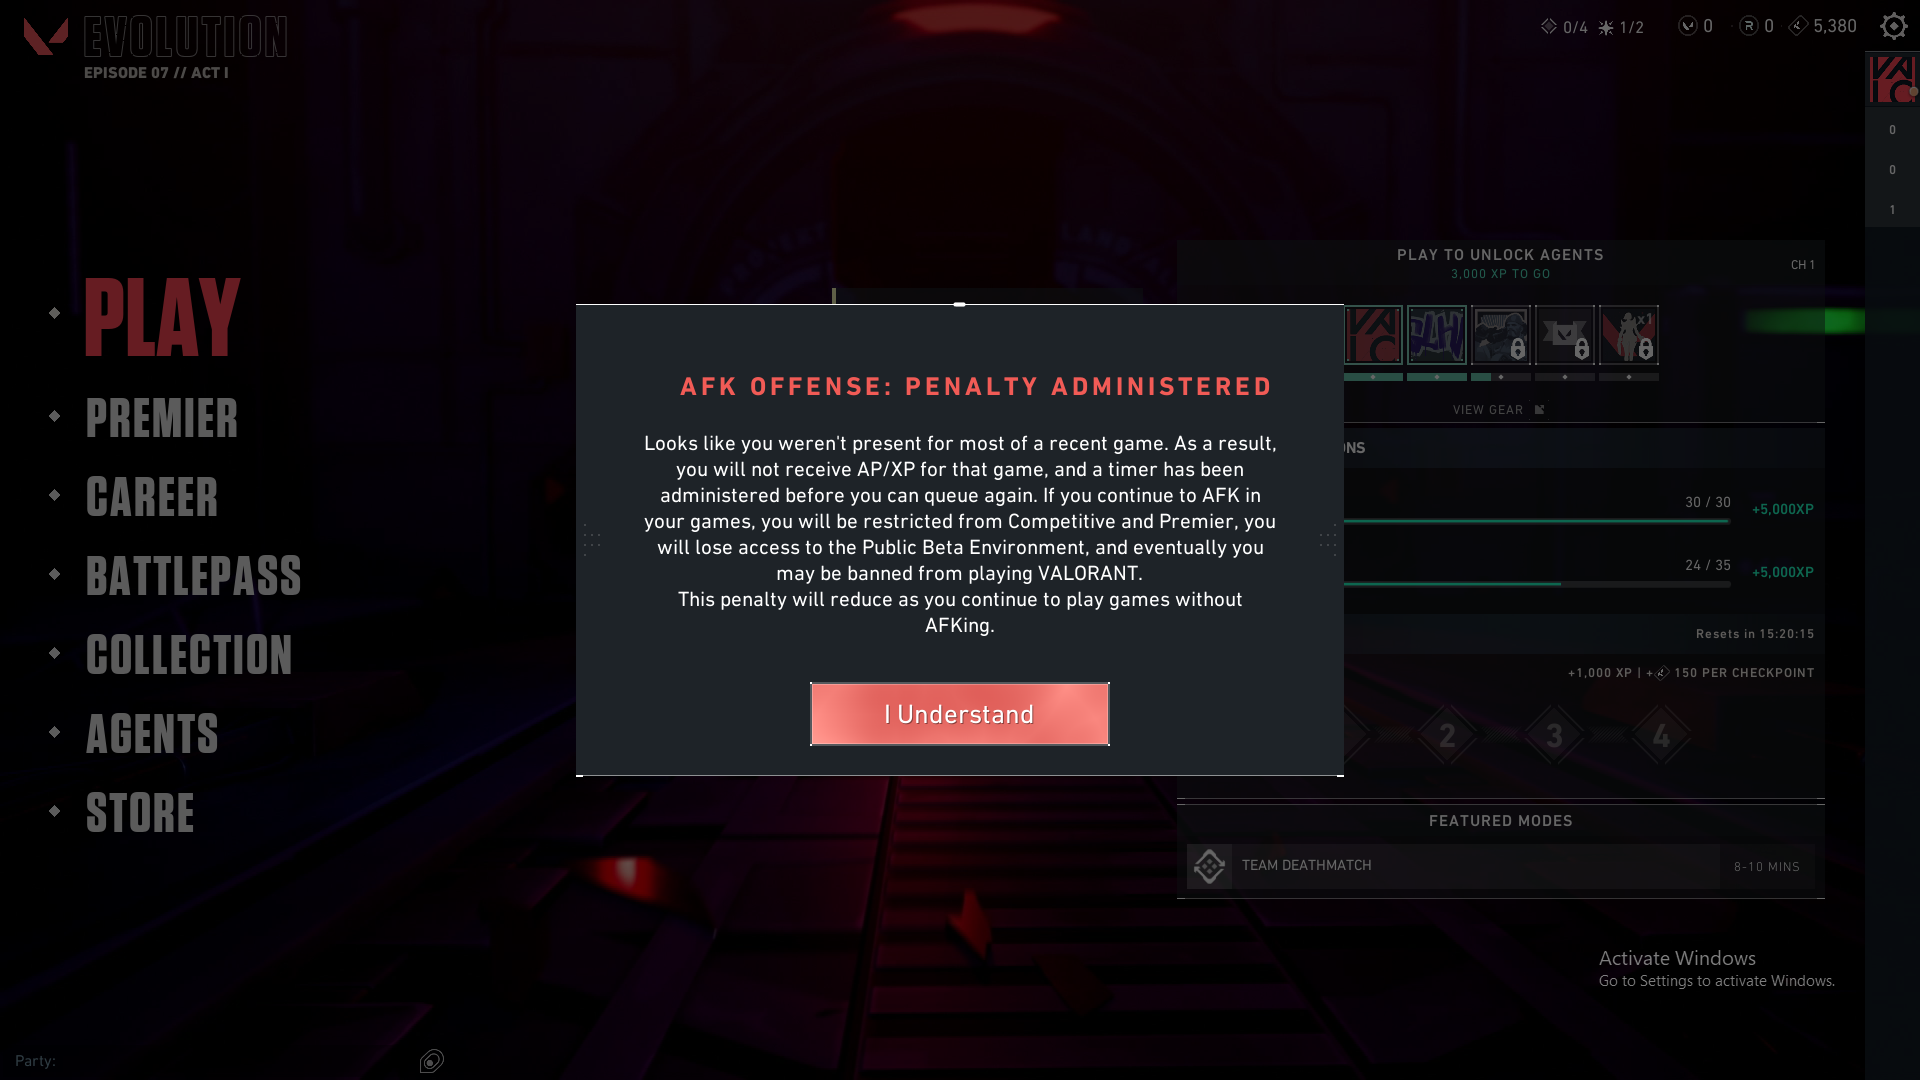 EVOLUTION
EPISODE 07 // ACT I
0/4
1/2
0
R 0
5,380
0
0
1
PLAY
PREMIER
CAREER
BATTLEPASS
COLLECTION
AGENTS
STORE
PLAY TO UNLOCK AGENTS
3,000 XP TO GO
CH 1
x1
VIEW GEAR
NS
30 / 30
+5,000XP
24 / 35
+5,000XP
Resets in 15:20:15
+1,000 XP | + 150 PER CHECKPOINT
2 3 4
FEATURED MODES
TEAM DEATHMATCH
8-10 MINS
AFK OFFENSE: PENALTY ADMINISTERED
Looks like you weren't present for most of a recent game. As a result,
you will not receive AP/XP for that game, and a timer has been
administered before you can queue again. If you continue to AFK in
your games, you will be restricted from Competitive and Premier, you
will lose access to the Public Beta Environment, and eventually you
may be banned from playing VALORANT.
This penalty will reduce as you continue to play games without
AFKing.
I Understand
Activate Windows
Go to Settings to activate Windows.
Party: